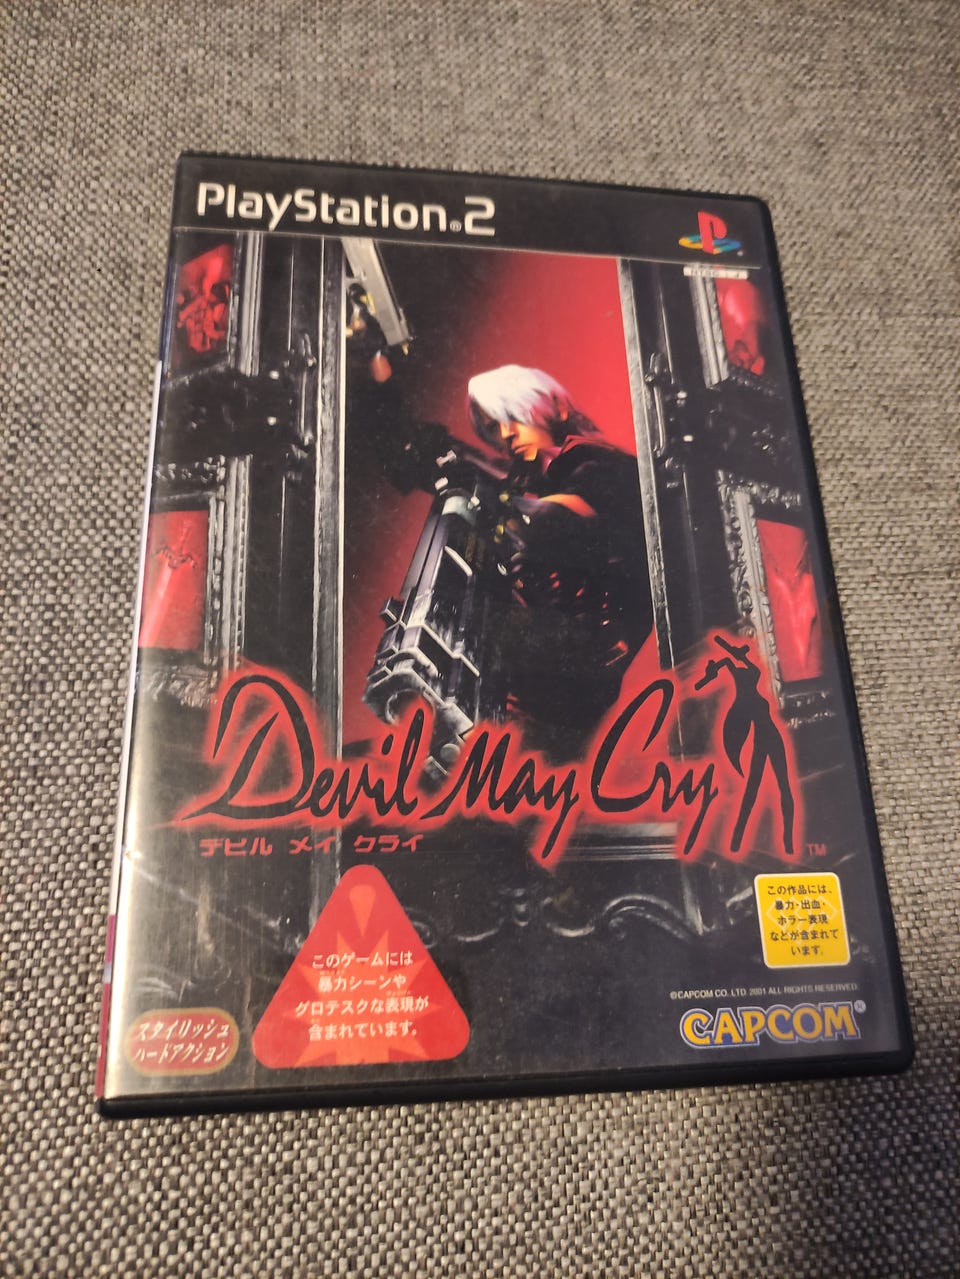 PlayStation®2
NTSC J
Devil May Cry
TM
デビル メイ クライ
この作品には、
暴力・出血・
ホラー表現
などが含まれて
います。
このゲームには
暴力シーンや
グロテスクな表現が
含まれています。
©CAPCOM CO., LTD. 2001 ALL RIGHTS RESERVED.
CAPCOM®
スタイリッシュ
ハードアクション